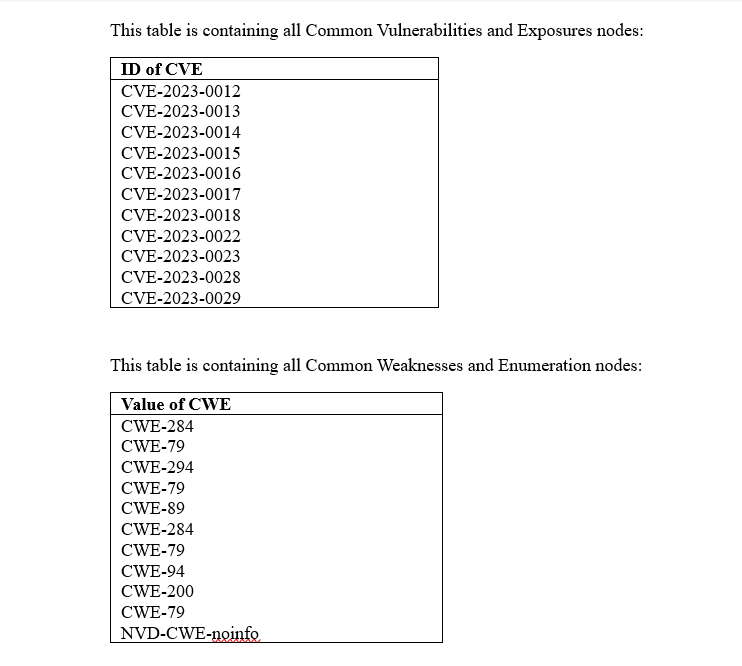 This table is containing all Common Vulnerabilities and Exposures nodes:
ID of CVE
CVE-2023-0012
CVE-2023-0013
CVE-2023-0014
CVE-2023-0015
CVE-2023-0016
CVE-2023-0017
CVE-2023-0018
CVE-2023-0022
CVE-2023-0023
CVE-2023-0028
CVE-2023-0029
This table is containing all Common Weaknesses and Enumeration nodes:
Value of CWE
CWE-284
CWE-79
CWE-294
CWE-79
CWE-89
CWE-284
CWE-79
CWE-94
CWE-200
CWE-79
NVD-CWE-noinfo